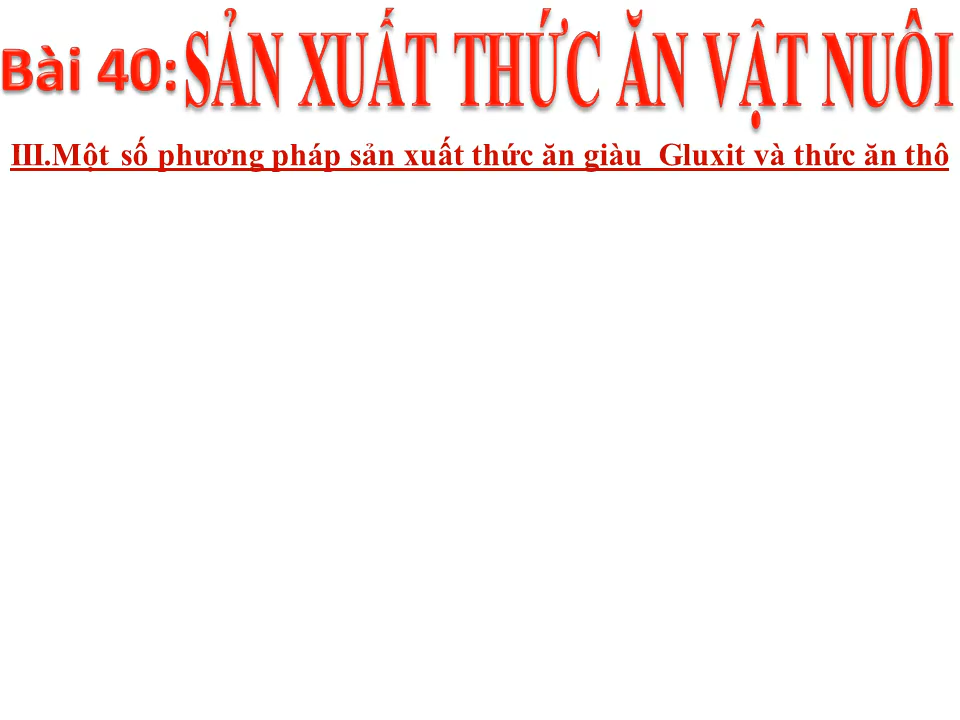 Bài 40: SẢN XUẤT THỨC ĂN VẬT NUÔI
III.Một số phương pháp sản xuất thức ăn giàu Gluxit và thức ăn thô